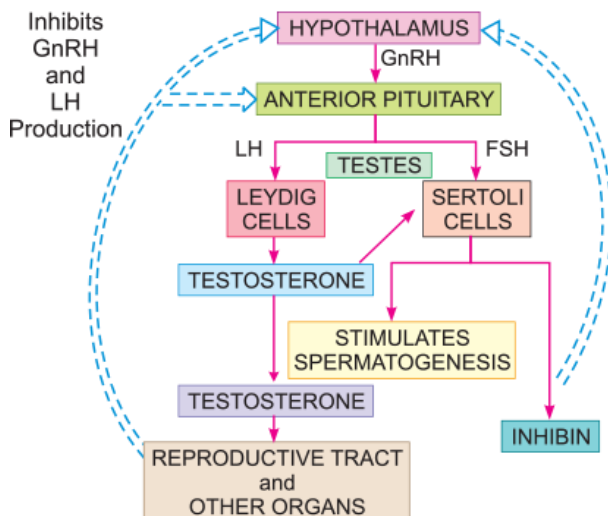 Inhibits
GnRH
and
LH
Production
HYPOTHALAMUS
GnRH
ANTERIOR PITUITARY
LH
FSH
TESTES
LEYDIG
CELLS
SERTOLI
CELLS
TESTOSTERONE
STIMULATES
SPERMATOGENESIS
TESTOSTERONE
INHIBIN
REPRODUCTIVE TRACT
and
OTHER ORGANS